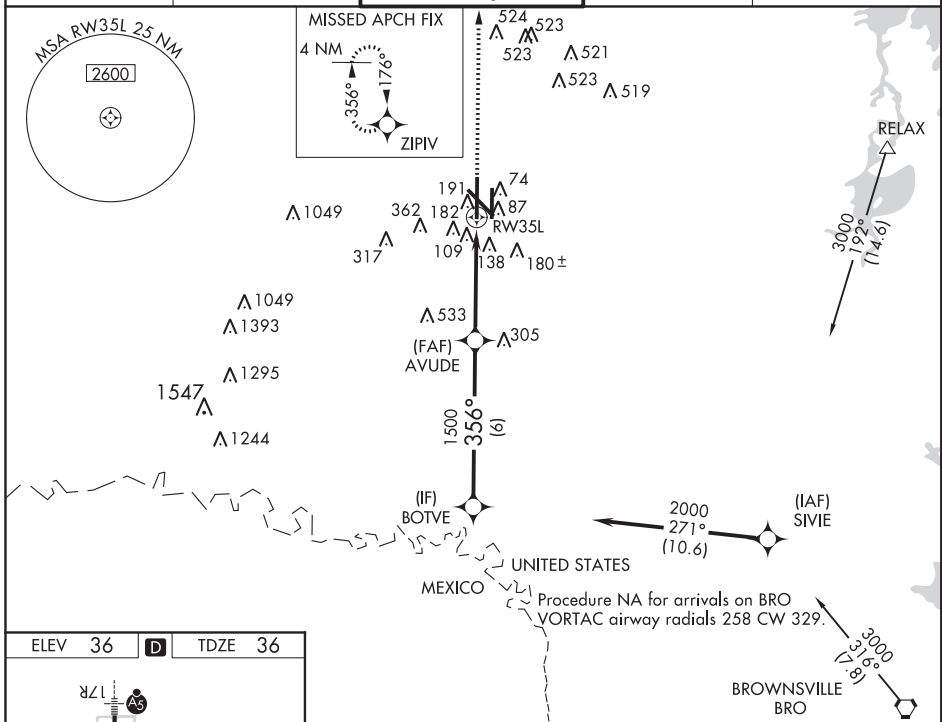 MSA RW35L 25 NM
2600
MISSED APCH FIX
4 NM
356°
176°
ZIPIV
524
523
523
521
523
519
RELAX
3000
192°
(14.6)
191
74
87
1049
362
182
RW35L
317
109
138
180±
1049
533
1393
(FAF)
AVUDE
305
1295
1547
1244
1500
356°
(6)
(IF)
BOTVE
2000
271°
(10.6)
(IAF)
SIVIE
UNITED STATES
MEXICO
Procedure NA for arrivals on BRO
VORTAC airway radials 258 CW 329.
3000
316°
(7.8)
BROWNSVILLE
BRO
ELEV 36
D
TDZE 36
17R
A5